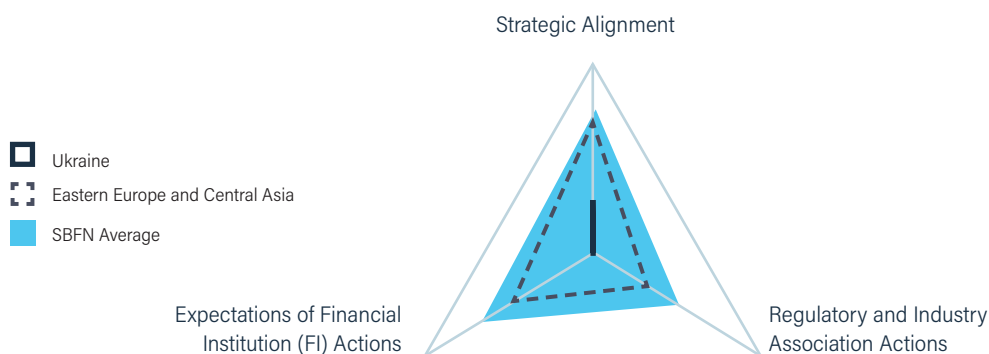 Strategic Alignment
Ukraine
Eastern Europe and Central Asia
SBFN Average
Expectations of Financial
Institution (FI) Actions
Regulatory and Industry
Association Actions